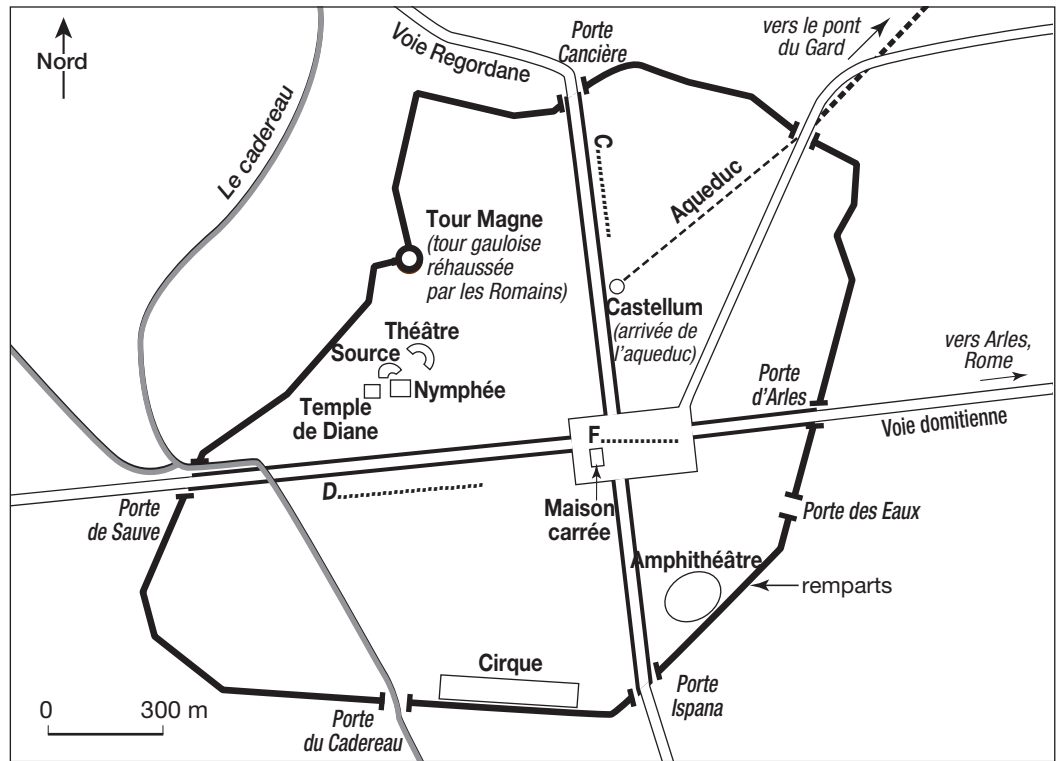 Nord
Voie Regordane
Porte
Cancière
vers le pont
du Gard
Le cadereau
C..............
Aqueduc
Tour Magne
(tour gauloise
réhaussée
par les Romains)
Castellum
(arrivée de
l'aqueduc)
Théâtre
Source
Nymphée
Temple
de Diane
vers Arles,
Rome
Porte
d'Arles
Voie domitienne
F..............
D......................
Maison
carrée
Porte
de Sauve
Porte des Eaux
Amphithéâtre
remparts
Cirque
Porte
Ispana
Porte
du Cadereau
0 300 m